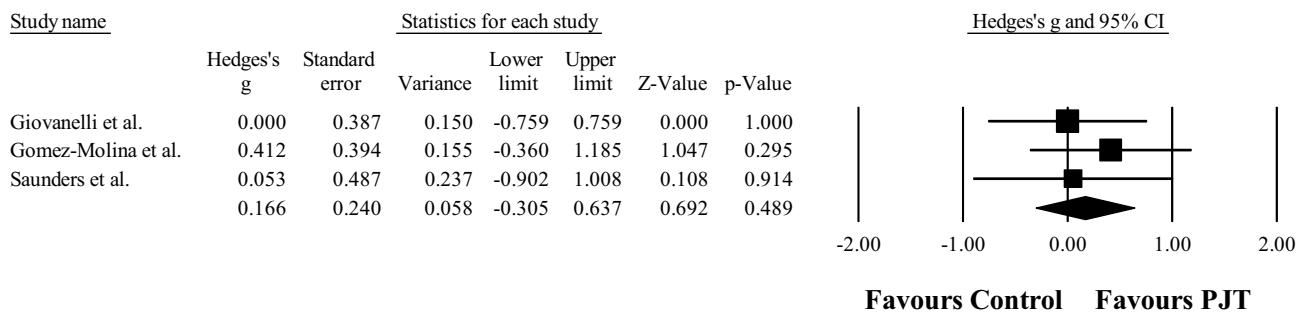 Study name Statistics for each study Hedges's g and 95% CI
Hedges's Standard Lower Upper
g error Variance limit limit Z-Value p-Value
Giovanelli et al. 0.000 0.387 0.150 -0.759 0.759 0.000 1.000
Gomez-Molina et al. 0.412 0.394 0.155 -0.360 1.185 1.047 0.295
Saunders et al. 0.053 0.487 0.237 -0.902 1.008 0.108 0.914
0.166 0.240 0.058 -0.305 0.637 0.692 0.489
-2.00 -1.00 0.00 1.00 2.00
Favours Control Favours PJT